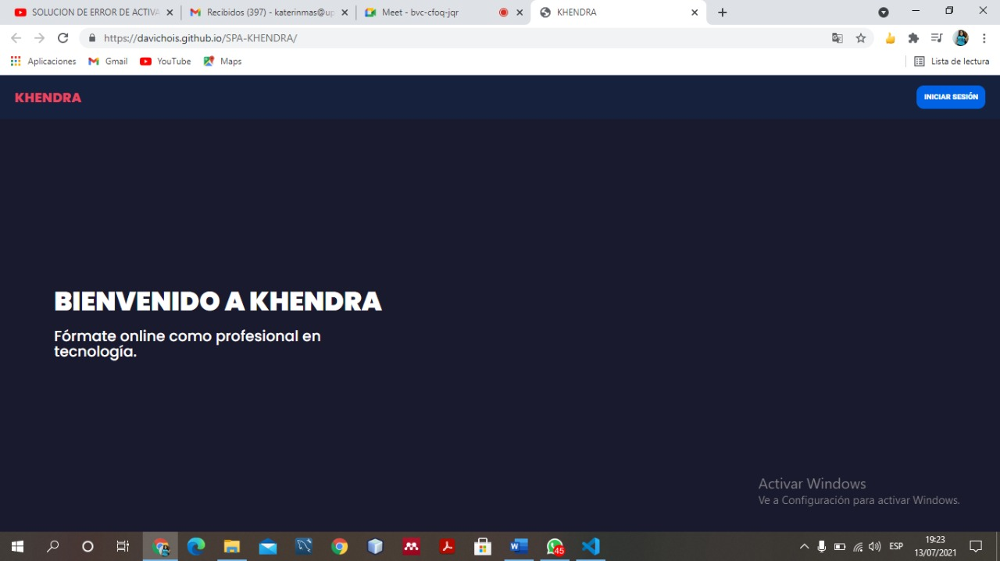 SOLUCION DE ERROR DE ACTIVA
Recibidos (397) - katerinmas@up
Meet - bvc-cfoq-jqr
KHENDRA
https://davichois.github.io/SPA-KHENDRA/
Aplicaciones
Gmail
YouTube
Maps
Lista de lectura
KHENDRA
INICIAR SESIÓN
BIENVENIDO A KHENDRA
Fórmate online como profesional en
tecnología.
Activar Windows
Ve a Configuración para activar Windows.
45
ESP
19:23
13/07/2021